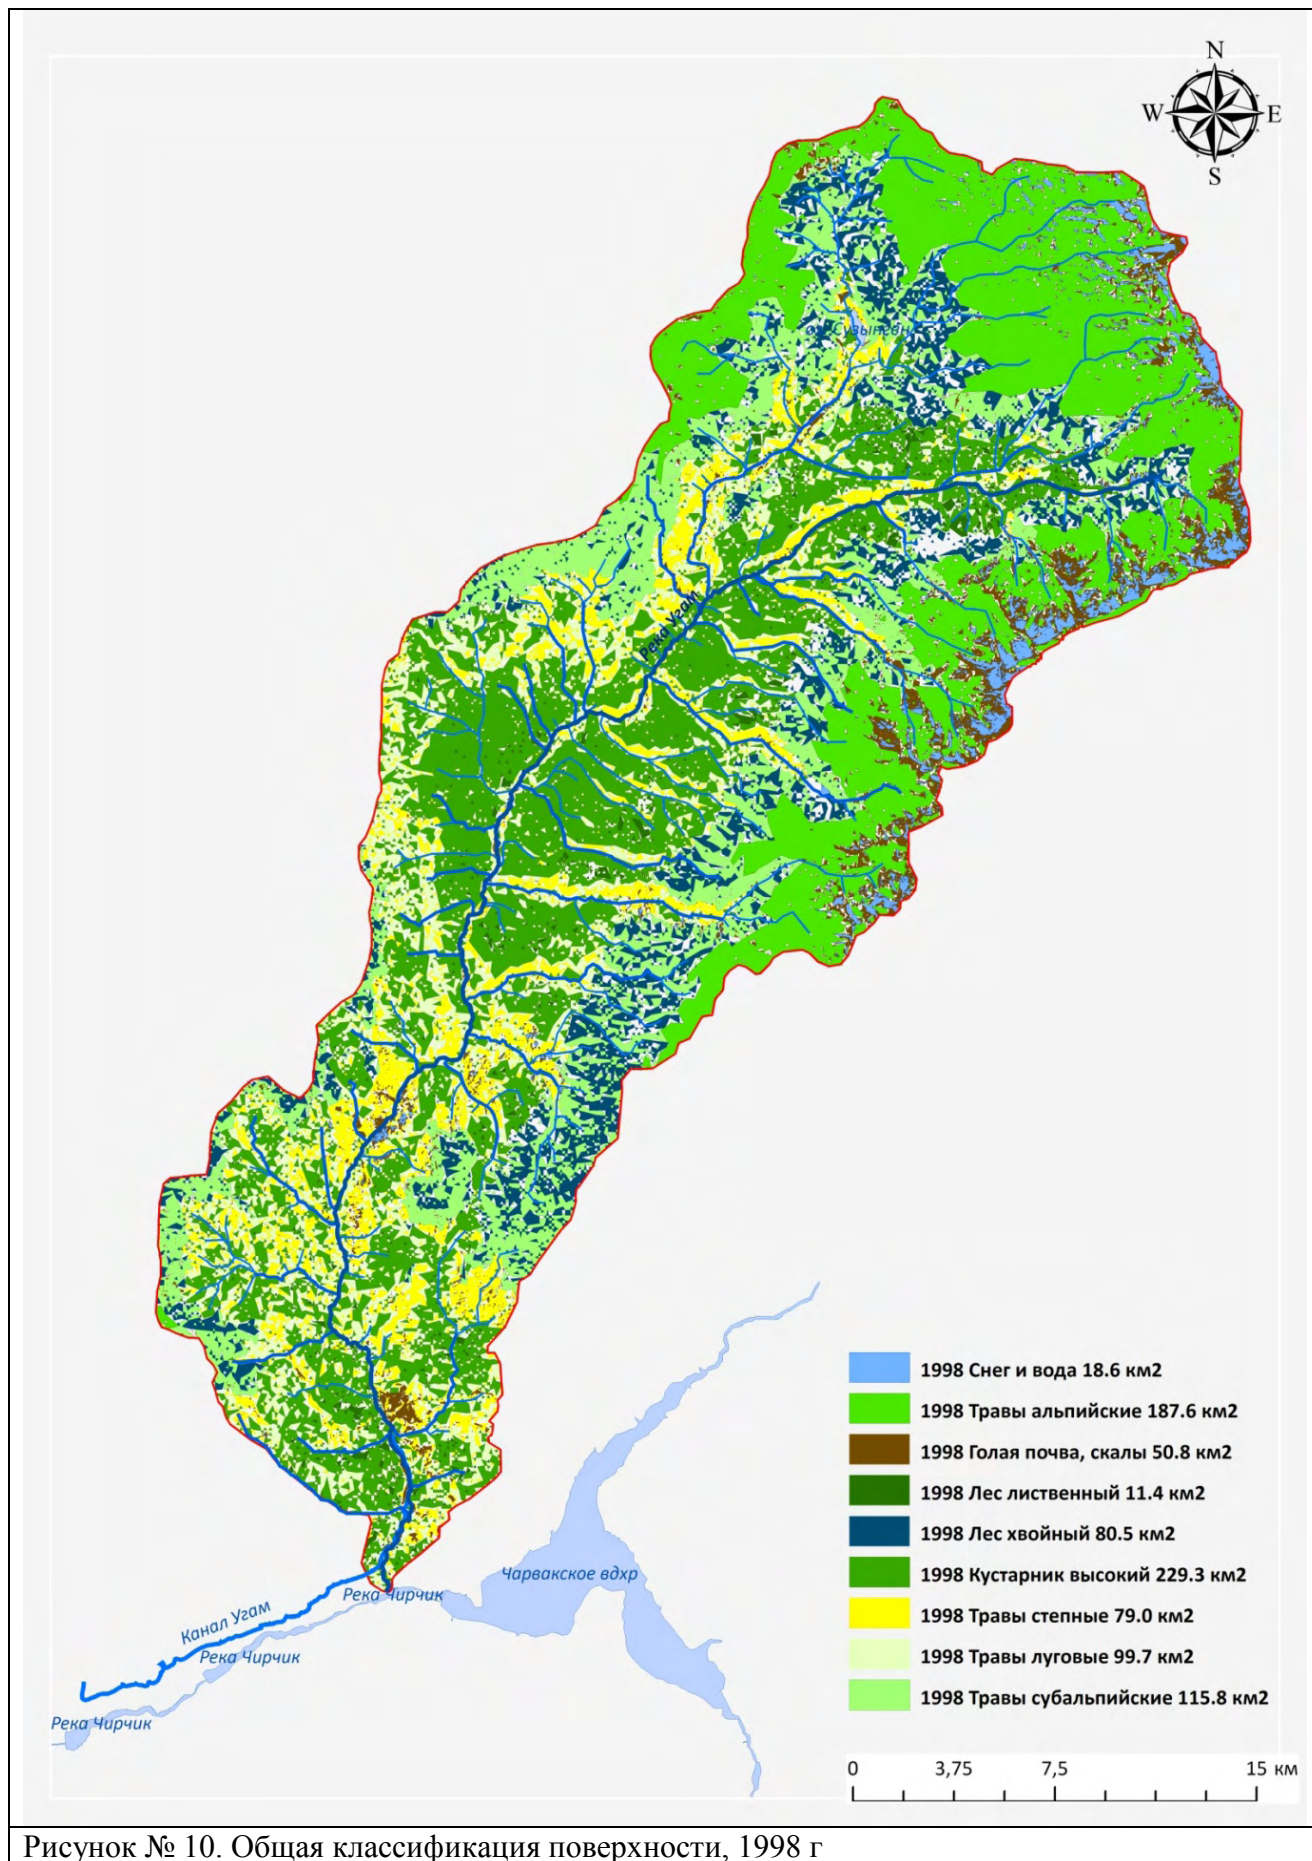 N
W E
S
оз. Сузыневн
Река Угам
1998 Снег и вода 18.6 км2
1998 Травы альпийские 187.6 км2
1998 Голая почва, скалы 50.8 км2
1998 Лес лиственный 11.4 км2
1998 Лес хвойный 80.5 км2
1998 Кустарник высокий 229.3 км2
1998 Травы степные 79.0 км2
1998 Травы луговые 99.7 км2
1998 Травы субальпийские 115.8 км2
Чарвакское вдхр
Река Чирчик
Канал Угам
Река Чирчик
Река Чирчик
0 3,75 7,5 15 км
Рисунок № 10. Общая классификация поверхности, 1998 г